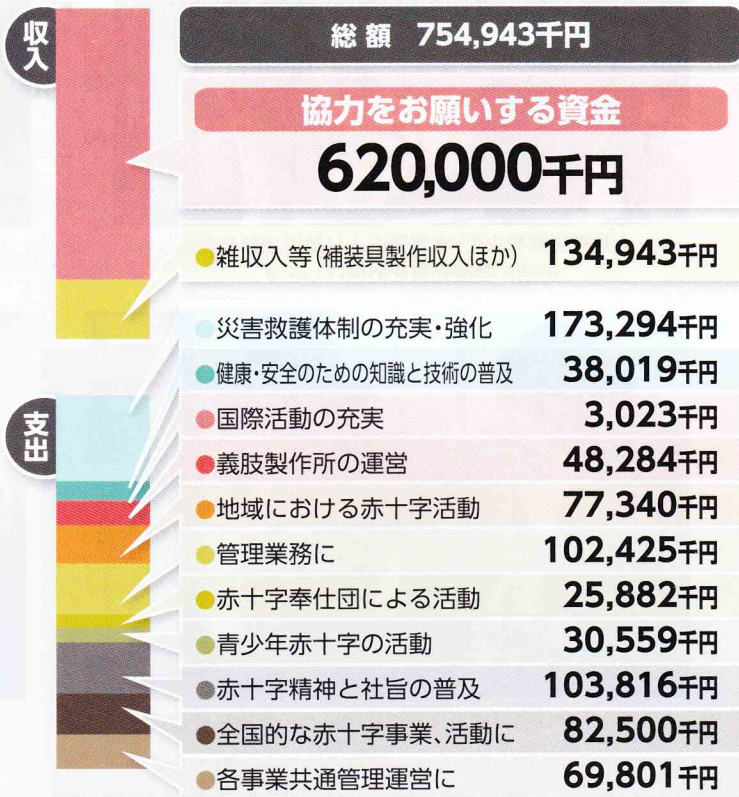 収入
総額 754,943千円
協力をお願いする資金
620,000千円
●雑収入等(補装具製作収入ほか) 134,943千円
支出
●災害救護体制の充実・強化 173,294千円
●健康・安全のための知識と技術の普及 38,019千円
●国際活動の充実 3,023千円
●義肢製作所の運営 48,284千円
●地域における赤十字活動 77,340千円
●管理業務に 102,425千円
●赤十字奉仕団による活動 25,882千円
●青少年赤十字の活動 30,559千円
●赤十字精神と社旨の普及 103,816千円
●全国的な赤十字事業、活動に 82,500千円
●各事業共通管理運営に 69,801千円